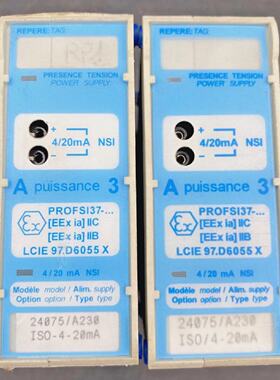 REPERE: TAG
PRESENCE TENSION
POWER SUPPLY
+
4/20mA NSI
-
A puissance 3
Ex
PROFSI37-...
[EEx ia] IIC
[EEx ia] IIB
LCIE 97.D6055 X
4/20 mA NSI
Modèle model / Alim. supply
Option option / Type type
24075/A230
ISO-4-20mA
REPERE: TAG
PRESENCE TENSION
POWER SUPPLY
+
4/20mA NSI
-
A puissance 3
Ex
PROFSI37-...
[EEx ia] IIC
[EEx ia] IIB
LCIE 97.D6055 X
4/20 mA NSI
Modèle model / Alim. supply
Option option / Type type
24075/A230
ISO/4-20mA